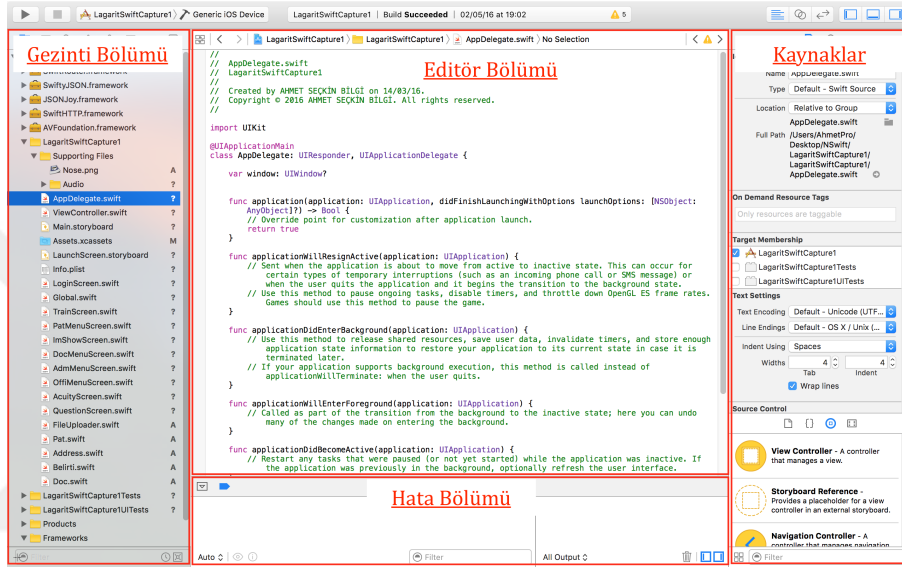 LagaritSwiftCapture1 Generic iOS Device
LagaritSwiftCapture1 | Build Succeeded | 02/05/16 at 19:02
5
Gezinti Bölümü
SwiftyJSON.framework
JSONJoy.framework
SwiftHTTP.framework
AVFoundation.framework
LagaritSwiftCapture1
Supporting Files
Nose.png A
Audio ?
AppDelegate.swift ?
ViewController.swift ?
Main.storyboard ?
Assets.xcassets M
LaunchScreen.storyboard ?
Info.plist ?
LoginScreen.swift ?
Global.swift ?
TrainScreen.swift ?
PatMenuScreen.swift ?
ImShowScreen.swift ?
DocMenuScreen.swift ?
AdmMenuScreen.swift ?
OffiMenuScreen.swift ?
AcuityScreen.swift ?
QuestionScreen.swift ?
FileUploader.swift A
Pat.swift A
Address.swift A
Belirti.swift A
Doc.swift A
LagaritSwiftCapture1Tests ?
LagaritSwiftCapture1UITests ?
Products
Frameworks
Filter
LagaritSwiftCapture1 LagaritSwiftCapture1 AppDelegate.swift No Selection
Editör Bölümü
//
// AppDelegate.swift
// LagaritSwiftCapture1
//
// Created by AHMET SEÇKİN BİLGİ on 14/03/16.
// Copyright © 2016 AHMET SEÇKİN BİLGİ. All rights reserved.
//
import UIKit
@UIApplicationMain
class AppDelegate: UIResponder, UIApplicationDelegate {
var window: UIWindow?
func application(application: UIApplication, didFinishLaunchingWithOptions launchOptions: [NSObject:
AnyObject]?) -> Bool {
// Override point for customization after application launch.
return true
}
func applicationWillResignActive(application: UIApplication) {
// Sent when the application is about to move from active to inactive state. This can occur for
certain types of temporary interruptions (such as an incoming phone call or SMS message) or
when the user quits the application and it begins the transition to the background state.
// Use this method to pause ongoing tasks, disable timers, and throttle down OpenGL ES frame rates.
Games should use this method to pause the game.
}
func applicationDidEnterBackground(application: UIApplication) {
// Use this method to release shared resources, save user data, invalidate timers, and store enough
application state information to restore your application to its current state in case it is
terminated later.
// If your application supports background execution, this method is called instead of
applicationWillTerminate: when the user quits.
}
func applicationWillEnterForeground(application: UIApplication) {
// Called as part of the transition from the background to the inactive state; here you can undo
many of the changes made on entering the background.
}
func applicationDidBecomeActive(application: UIApplication) {
// Restart any tasks that were paused (or not yet started) while the application was inactive. If
the application was previously in the background, optionally refresh the user interface.
Hata Bölümü
Auto
Filter
All Output
Kaynaklar
Name AppDelegate.swift
Type Default - Swift Source
Location Relative to Group
AppDelegate.swift
Full Path /Users/AhmetPro/
Desktop/NSwift/
LagaritSwiftCapture1/
LagaritSwiftCapture1/
AppDelegate.swift
On Demand Resource Tags
Only resources are taggable
Target Membership
LagaritSwiftCapture1
LagaritSwiftCapture1Tests
LagaritSwiftCapture1UITests
Text Settings
Text Encoding Default - Unicode (UTF...
Line Endings Default - OS X / Unix (...
Indent Using Spaces
Widths 4 4
Tab Indent
Wrap lines
Source Control
View Controller - A controller
that manages a view.
Storyboard Reference -
Provides a placeholder for a view
controller in an external storyboard.
Navigation Controller - A
controller that manages navigation
Filter